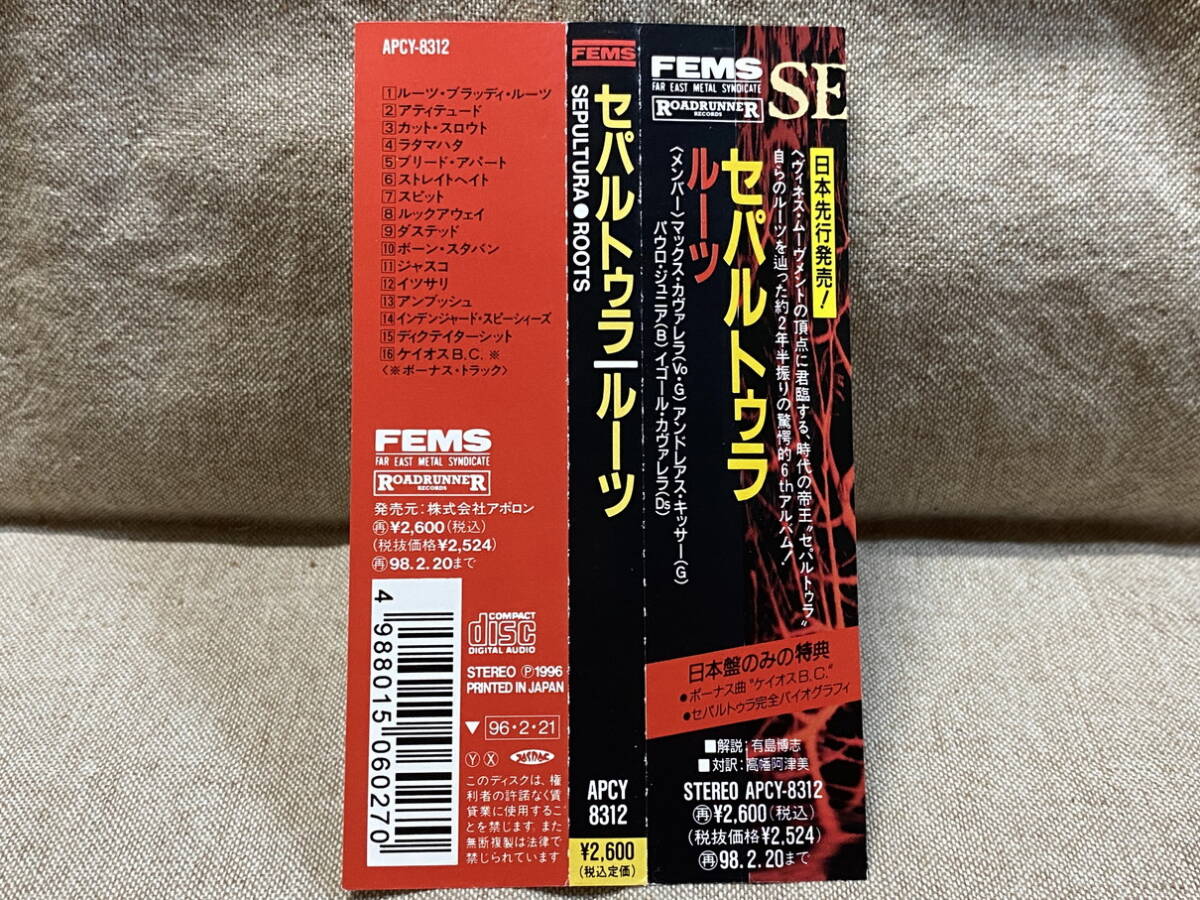 APCY-8312
1 ルーツ・ブラッディ・ルーツ
2 アティテュード
3 カット・スロウト
4 ラタマハタ
5 ブリード・アパート
6 ストレイトヘイト
7 スピット
8 ルックアウェイ
9 ダステッド
10 ボーン・スタバン
11 ジャスコ
12 イツサリ
13 アンブッシュ
14 インデンジャード・スピーシィーズ
15 ディクテイターシット
16 ケイオスB.C. ※
〈※ボーナス・トラック〉
FEMS
FAR EAST METAL SYNDICATE
ROADRUNNER
RECORDS
発売元:株式会社アポロン
再¥2,600(税込)
(税抜価格¥2,524)
再98.2.20まで
4 988015 060270
COMPACT
disc
DIGITAL AUDIO
STEREO Ⓟ1996
PRINTED IN JAPAN
▼ 96・2・21
Ⓨ Ⓧ JASRAC
このディスクは、権
利者の許諾なく賃
貸業に使用するこ
とを禁じます。また
無断複製は法律で
禁じられています
FEMS
セパルトゥラ|ルーツ
SEPULTURA●ROOTS
APCY
8312
¥2,600
(税込定価)
FEMS
FAR EAST METAL SYNDICATE
ROADRUNNER
RECORDS
SE
日本先行発売!
〈ヴィネス・ムーヴメントの頂点に君臨する、時代の帝王“セパルトゥラ”
自らのルーツを辿った約2年半振りの驚愕的6thアルバム!
セパルトゥラ
ルーツ
〈メンバー〉マックス・カヴァレラ(Vo・G) アンドレアス・キッサー(G)
パウロ・ジュニア(B) イゴール・カヴァレラ(Ds)
日本盤のみの特典
●ボーナス曲“ケイオスB.C.”
●セパルトゥラ完全バイオグラフィ
■解説:有島博志
■対訳:高幡阿津美
STEREO APCY-8312
再¥2,600(税込)
(税抜価格¥2,524)
再98.2.20まで